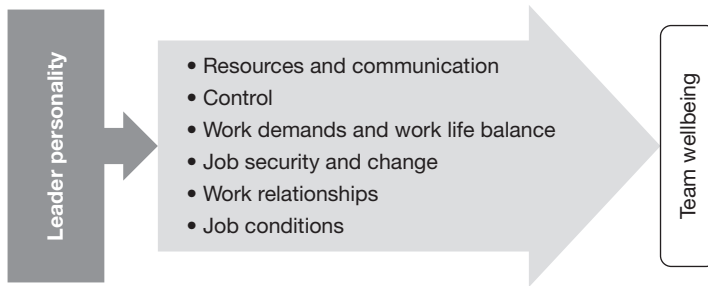 Leader personality
• Resources and communication
• Control
• Work demands and work life balance
• Job security and change
• Work relationships
• Job conditions
Team wellbeing